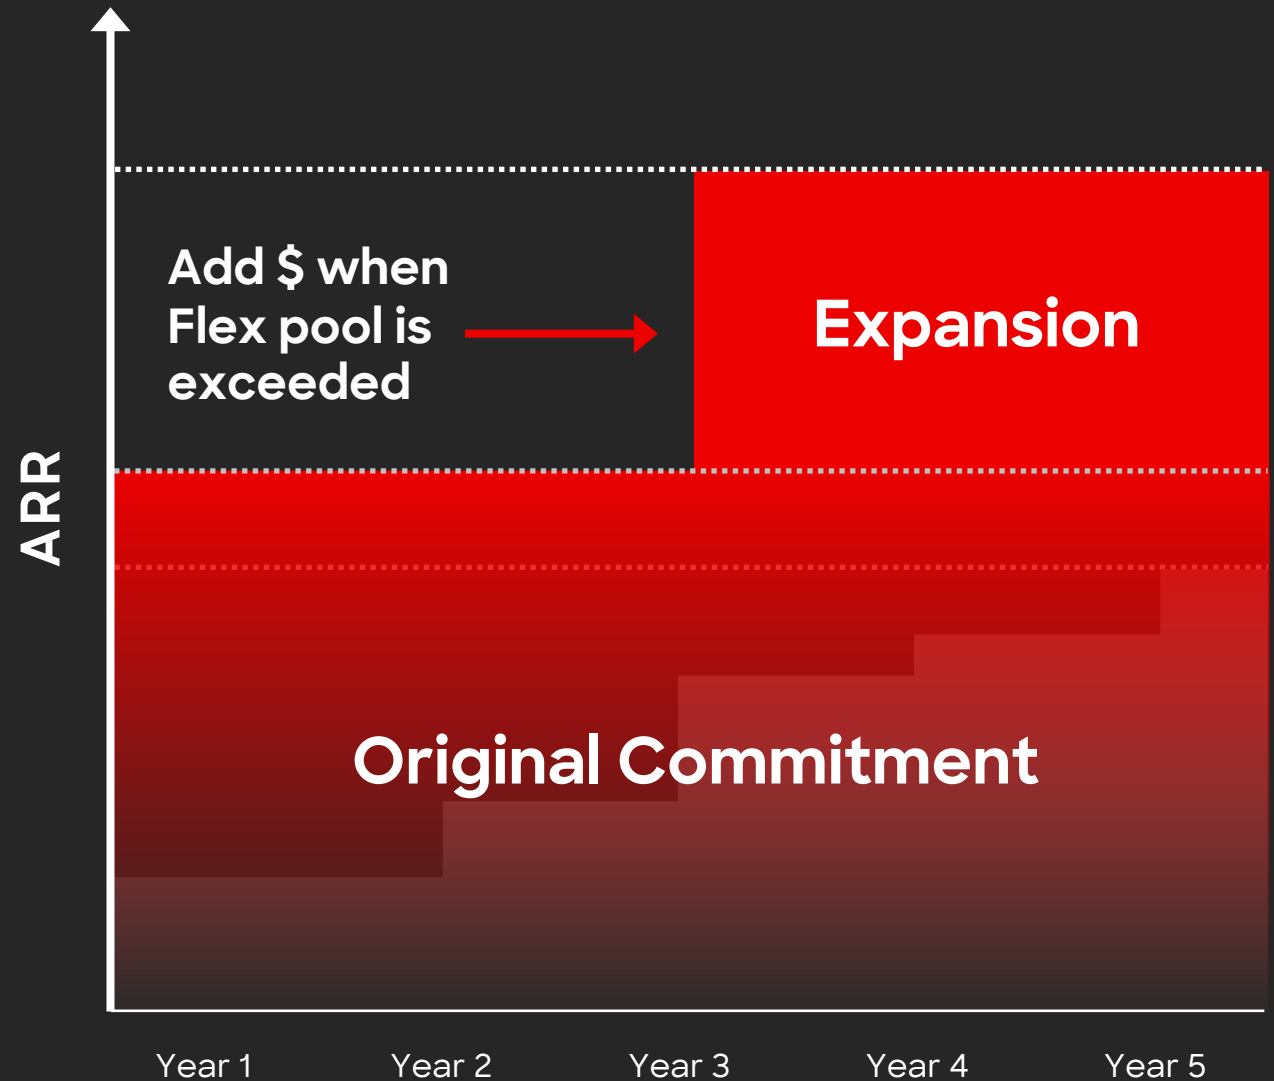 Add $ when
Flex pool is
exceeded
Expansion
ARR
Original Commitment
Year 1
Year 2
Year 3
Year 4
Year 5